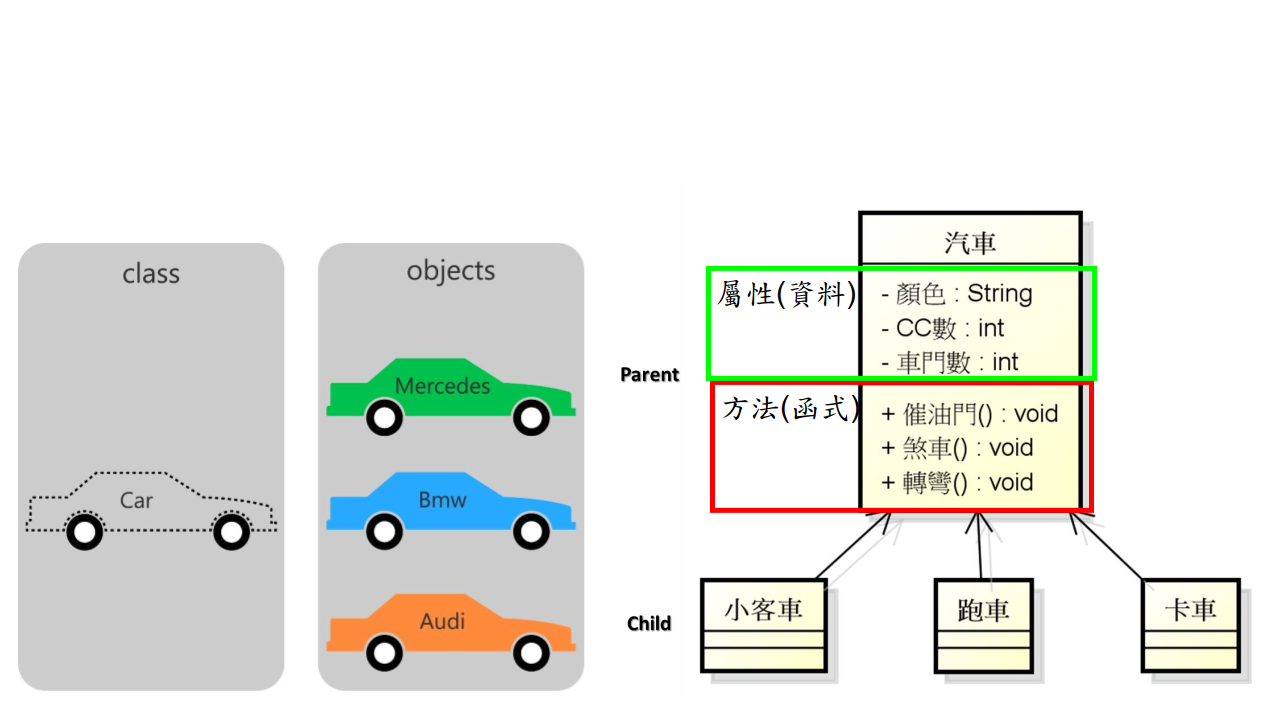 class
Car
objects
Mercedes
Bmw
Audi
Parent
Child
汽車
屬性(資料)
- 顏色 : String
- CC數 : int
- 車門數 : int
方法(函式)
+ 催油門() : void
+ 煞車() : void
+ 轉彎() : void
小客車
跑車
卡車